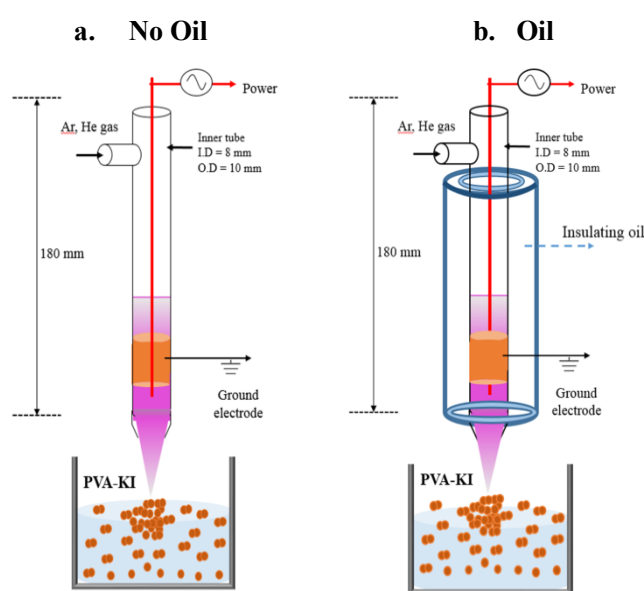 a. No Oil
Power
Ar, He gas
Inner tube
I.D = 8 mm
O.D = 10 mm
180 mm
Ground
electrode
PVA-KI
b. Oil
Power
Ar, He gas
Inner tube
I.D = 8 mm
O.D = 10 mm
Insulating oil
180 mm
Ground
electrode
PVA-KI